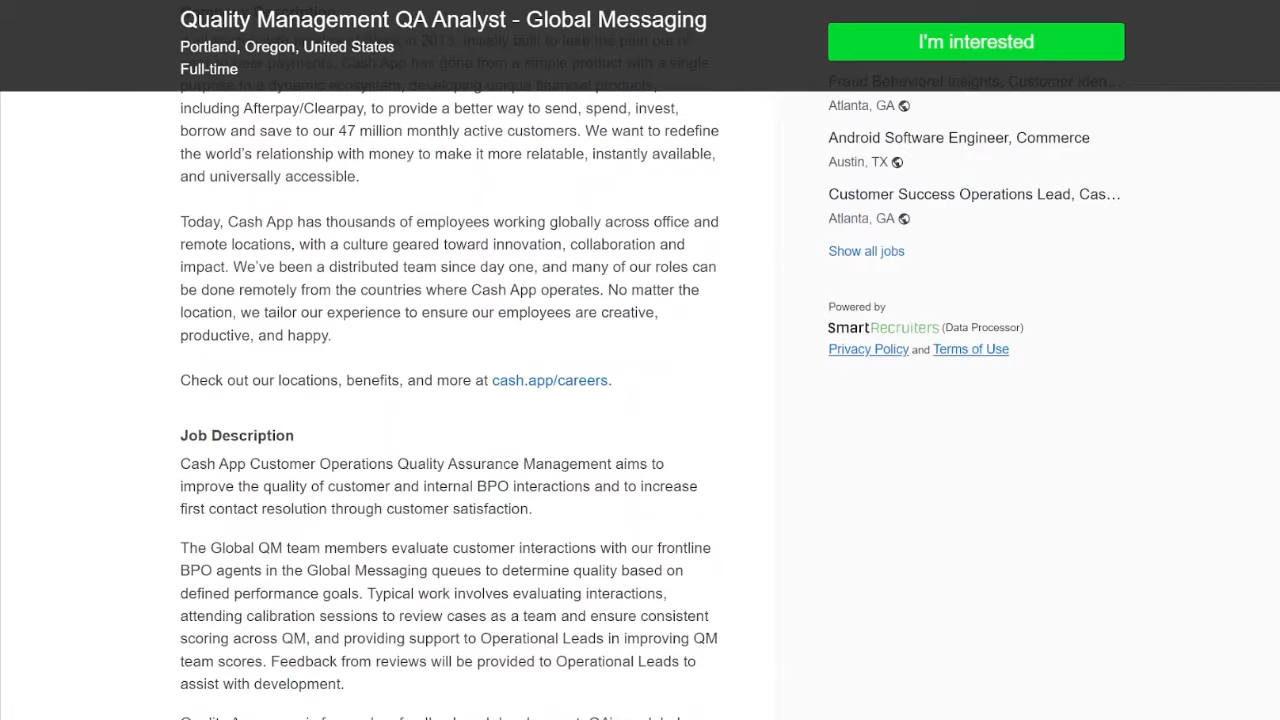 Quality Management QA Analyst - Global Messaging
Portland, Oregon, United States
Full-time
I'm interested
including Afterpay/Clearpay, to provide a better way to send, spend, invest,
borrow and save to our 47 million monthly active customers. We want to redefine
the world's relationship with money to make it more relatable, instantly available,
and universally accessible.
Today, Cash App has thousands of employees working globally across office and
remote locations, with a culture geared toward innovation, collaboration and
impact. We've been a distributed team since day one, and many of our roles can
be done remotely from the countries where Cash App operates. No matter the
location, we tailor our experience to ensure our employees are creative,
productive, and happy.
Check out our locations, benefits, and more at cash.app/careers.
Job Description
Cash App Customer Operations Quality Assurance Management aims to
improve the quality of customer and internal BPO interactions and to increase
first contact resolution through customer satisfaction.
The Global QM team members evaluate customer interactions with our frontline
BPO agents in the Global Messaging queues to determine quality based on
defined performance goals. Typical work involves evaluating interactions,
attending calibration sessions to review cases as a team and ensure consistent
scoring across QM, and providing support to Operational Leads in improving QM
team scores. Feedback from reviews will be provided to Operational Leads to
assist with development.
Fraud Behavioral Insights, Customer Iden...
Atlanta, GA
Android Software Engineer, Commerce
Austin, TX
Customer Success Operations Lead, Cas...
Atlanta, GA
Show all jobs
Powered by
SmartRecruiters (Data Processor)
Privacy Policy and Terms of Use